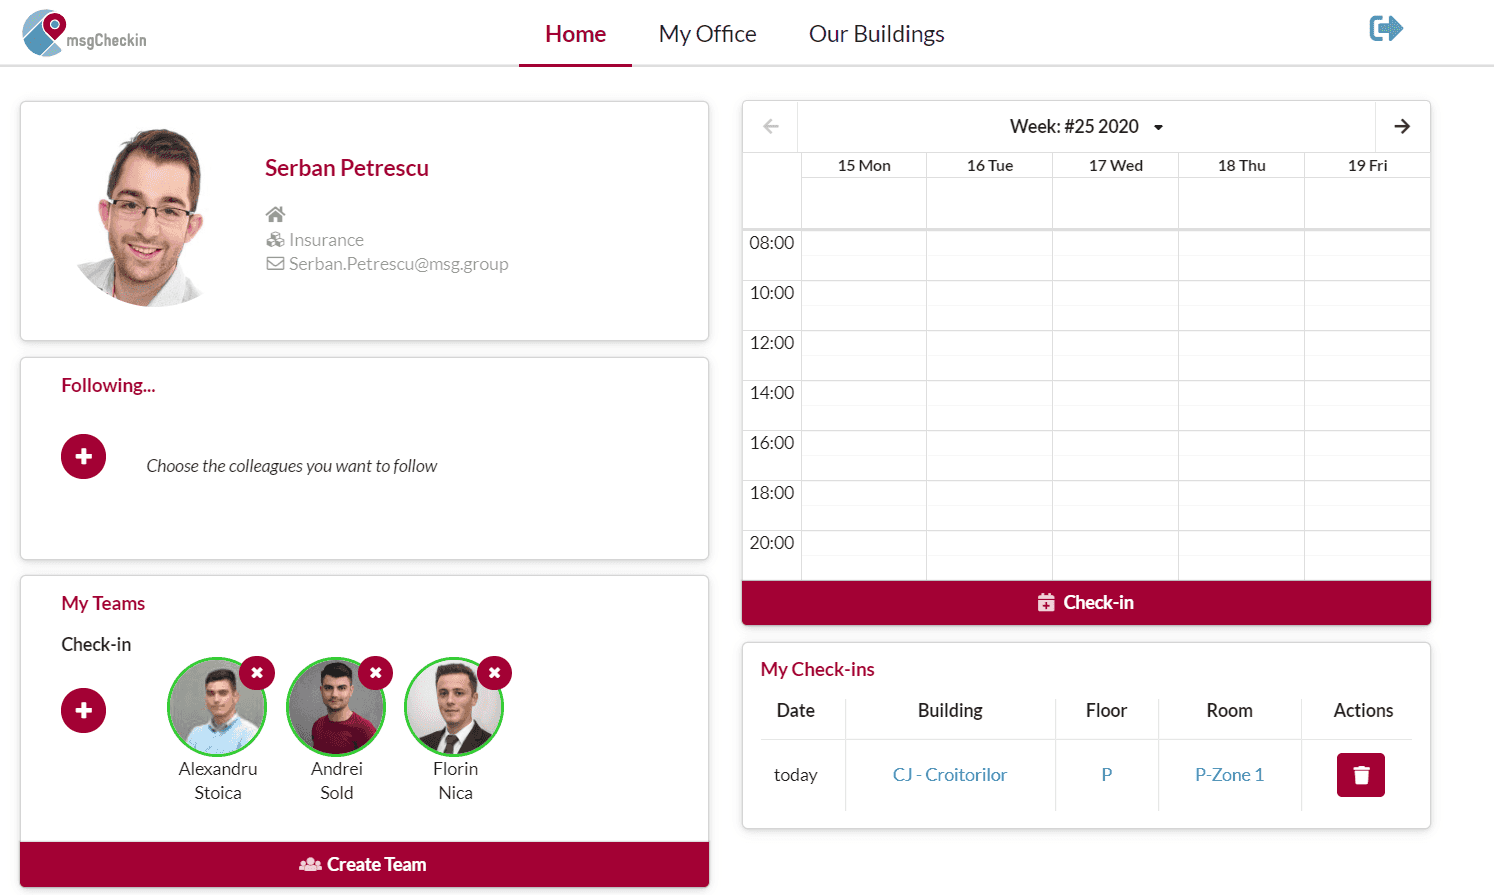 msgCheckin
Home
My Office
Our Buildings
Serban Petrescu
Insurance
Serban.Petrescu@msg.group
Following...
Choose the colleagues you want to follow
My Teams
Check-in
Alexandru
Stoica
Andrei
Sold
Florin
Nica
Create Team
Week: #25 2020
15 Mon
16 Tue
17 Wed
18 Thu
19 Fri
08:00
10:00
12:00
14:00
16:00
18:00
20:00
Check-in
My Check-ins
Date
Building
Floor
Room
Actions
today
CJ - Croitorilor
P
P-Zone 1